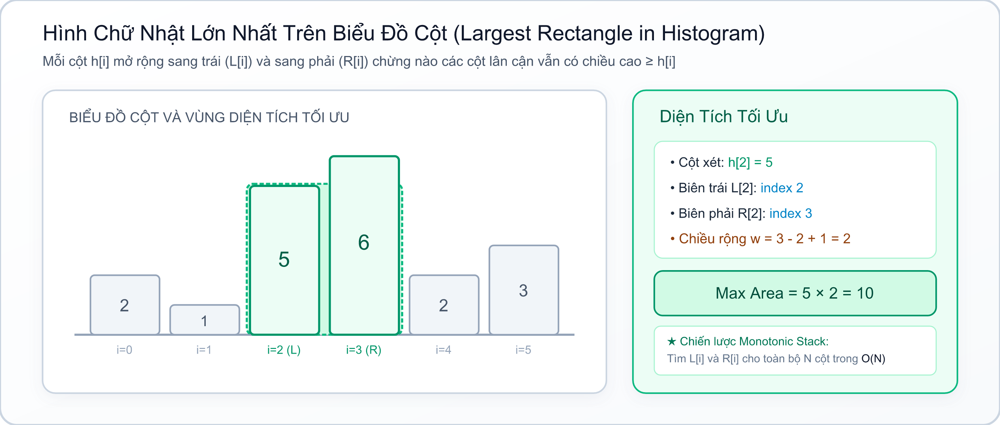 Hình Chữ Nhật Lớn Nhất Trên Biểu Đồ Cột (Largest Rectangle in Histogram)
Mỗi cột h[i] mở rộng sang trái (L[i]) và sang phải (R[i]) chừng nào các cột lân cận vẫn có chiều cao ≥ h[i]
BIỂU ĐỒ CỘT VÀ VÙNG DIỆN TÍCH TỐI ƯU
2
1
5
6
2
3
i=0
i=1
i=2 (L)
i=3 (R)
i=4
i=5
Diện Tích Tối Ưu
• Cột xét: h[2] = 5
• Biên trái L[2]: index 2
• Biên phải R[2]: index 3
• Chiều rộng w = 3 - 2 + 1 = 2
Max Area = 5 × 2 = 10
★ Chiến lược Monotonic Stack:
Tìm L[i] và R[i] cho toàn bộ N cột trong O(N)